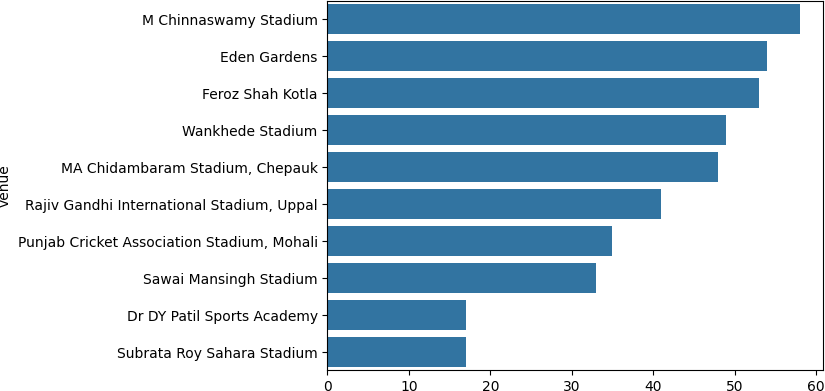 M Chinnaswamy Stadium
Eden Gardens
Feroz Shah Kotla
Wankhede Stadium
MA Chidambaram Stadium, Chepauk
Rajiv Gandhi International Stadium, Uppal
Punjab Cricket Association Stadium, Mohali
Sawai Mansingh Stadium
Dr DY Patil Sports Academy
Subrata Roy Sahara Stadium
venue
0 10 20 30 40 50 60